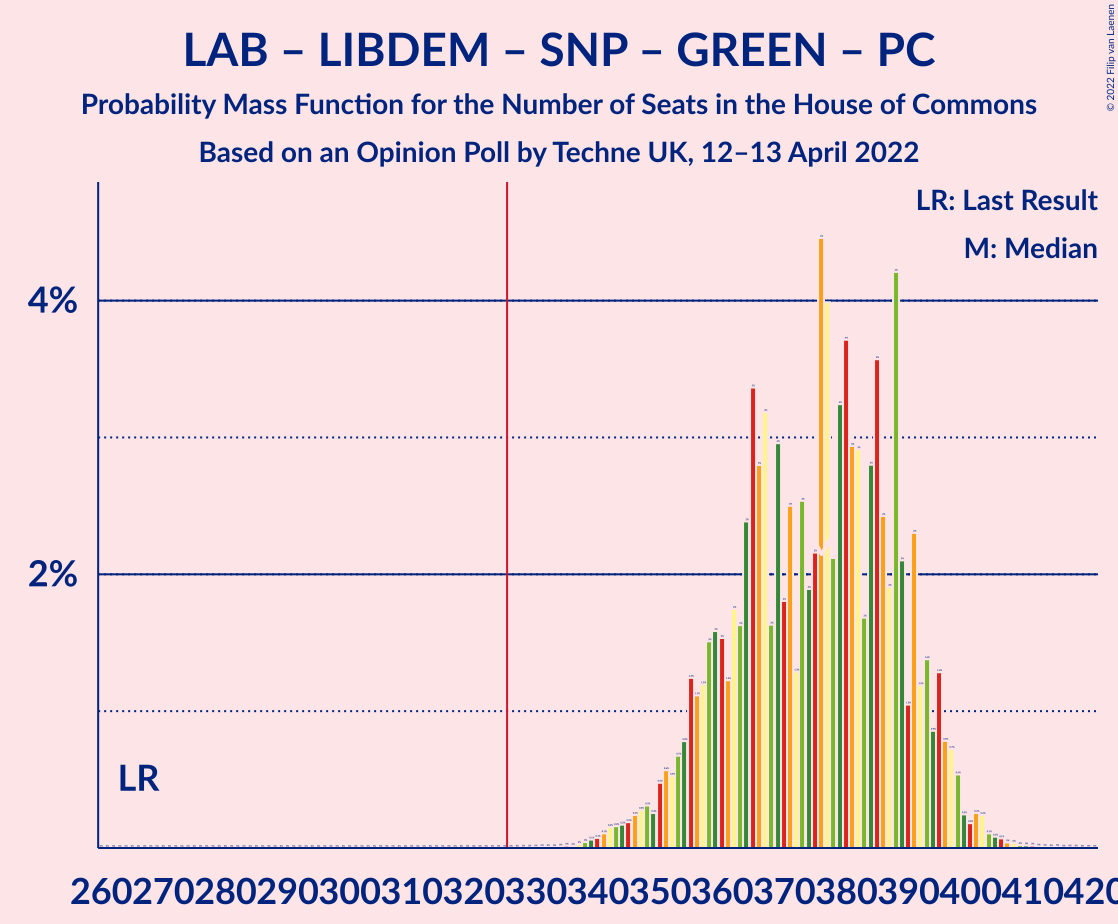 LAB – LIBDEM – SNP – GREEN – PC
Probability Mass Function for the Number of Seats in the House of Commons
Based on an Opinion Poll by Techne UK, 12–13 April 2022
© 2022 Filip van Laenen
LR: Last Result
M: Median
4%
2%
LR
260270280290300310320330340350360370380390400410420